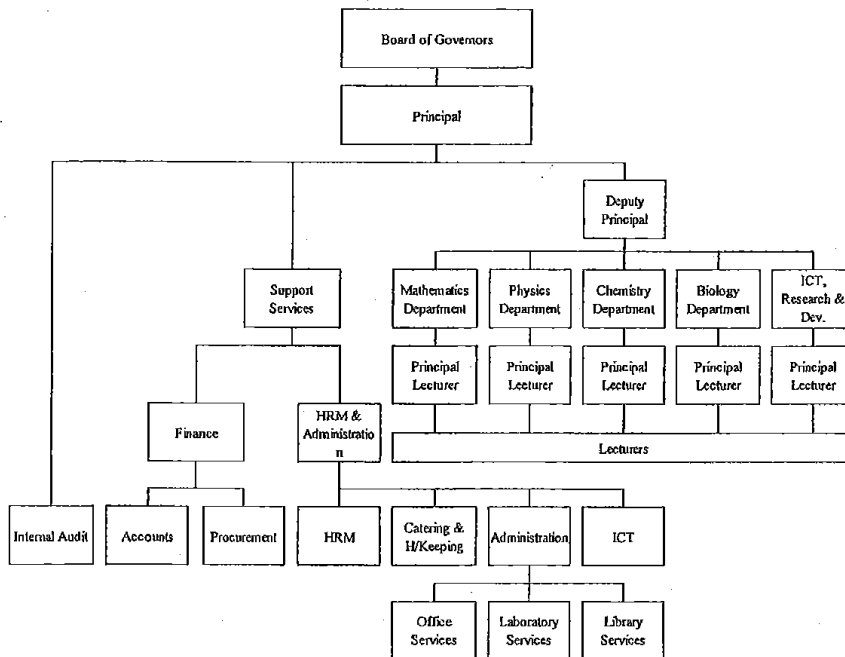 Board of Governors
Principal
Deputy
Principal
Support
Services
Mathematics
Department
Physics
Department
Chemistry
Department
Biology
Department
ICT,
Research &
Dev.
Principal
Lecturer
Principal
Lecturer
Principal
Lecturer
Principal
Lecturer
Principal
Lecturer
Finance
HRM &
Administratio
n
Lecturers
Internal Audit
Accounts
Procurement
HRM
Catering &
H/Keeping
Administration
ICT
Office
Services
Laboratory
Services
Library
Services